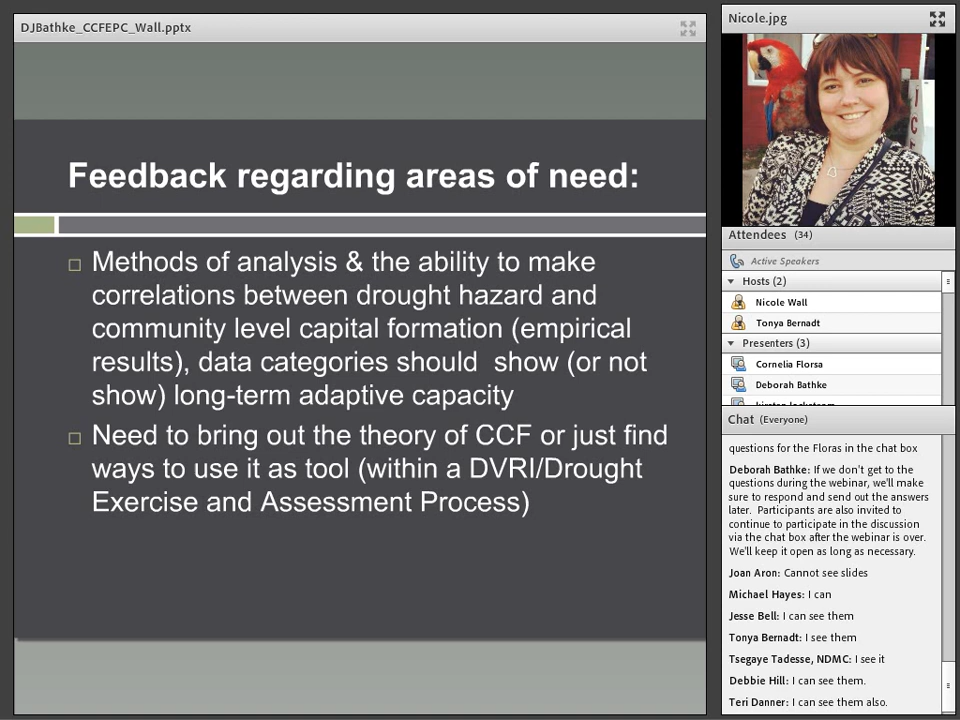 DJBathke_CCFEPC_Wall.pptx
Feedback regarding areas of need:
Methods of analysis & the ability to make
correlations between drought hazard and
community level capital formation (empirical
results), data categories should show (or not
show) long-term adaptive capacity
Need to bring out the theory of CCF or just find
ways to use it as tool (within a DVRI/Drought
Exercise and Assessment Process)
Nicole.jpg
Attendees (34)
Active Speakers
Hosts (2)
Nicole Wall
Tonya Bernadt
Presenters (3)
Cornelia Florsa
Deborah Bathke
Chat (Everyone)
questions for the Floras in the chat box
Deborah Bathke: If we don't get to the
questions during the webinar, we'll make
sure to respond and send out the answers
later. Participants are also invited to
continue to participate in the discussion
via the chat box after the webinar is over.
We'll keep it open as long as necessary.
Joan Aron: Cannot see slides
Michael Hayes: I can
Jesse Bell: I can see them
Tonya Bernadt: I see them
Tsegaye Tadesse, NDMC: I see it
Debbie Hill: I can see them.
Teri Danner: I can see them also.